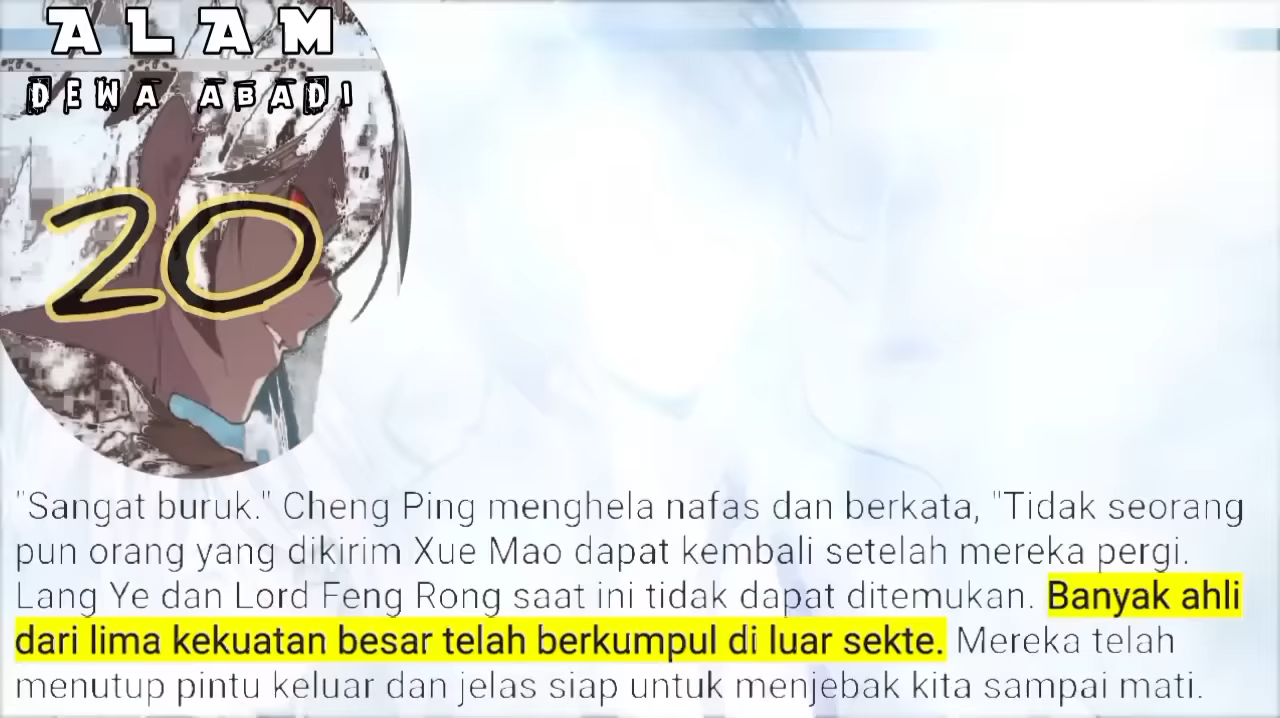 ALAM
DEWA ABADI
20
"Sangat buruk." Cheng Ping menghela nafas dan berkata, "Tidak seorang
pun orang yang dikirim Xue Mao dapat kembali setelah mereka pergi.
Lang Ye dan Lord Feng Rong saat ini tidak dapat ditemukan. Banyak ahli
dari lima kekuatan besar telah berkumpul di luar sekte. Mereka telah
menutup pintu keluar dan jelas siap untuk menjebak kita sampai mati.